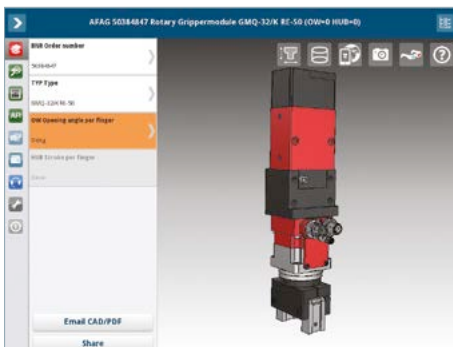 AFAG 50384847 Rotary Grippermodule GMQ-32/K RE-50 (OW=0 HUB=0)
BNR Order number
50384847
TYP Type
GMQ-32/K RE-50
OW Opening angle per finger
HUB Stroke per finger
API
Email CAD/PDF
Share